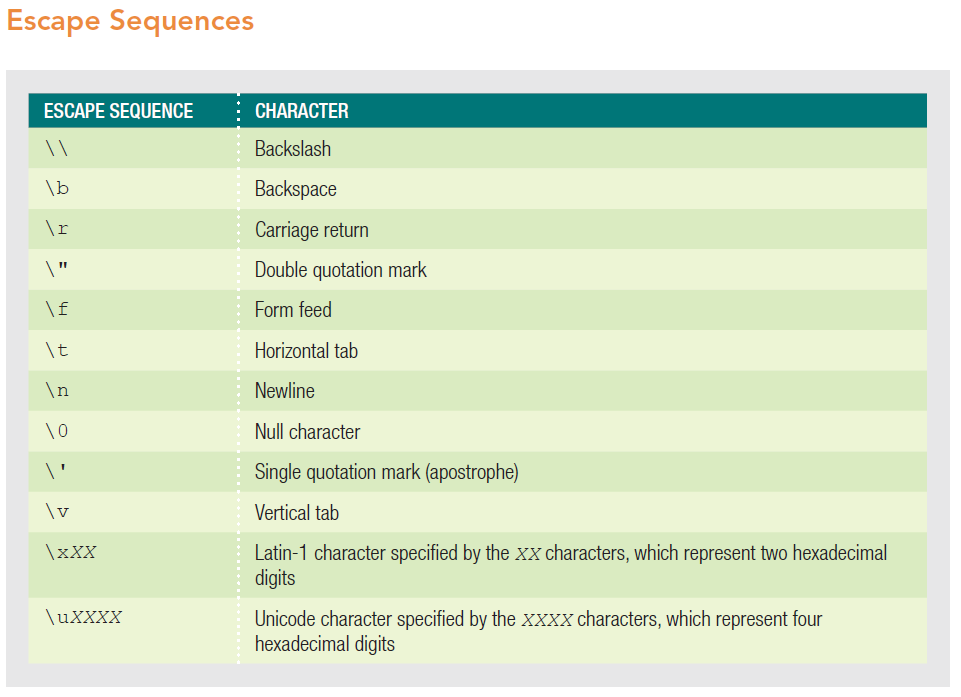 Escape Sequences
ESCAPE SEQUENCE CHARACTER
\\ Backslash
\b Backspace
\r Carriage return
\" Double quotation mark
\f Form feed
\t Horizontal tab
\n Newline
\0 Null character
\' Single quotation mark (apostrophe)
\v Vertical tab
\xXX Latin-1 character specified by the XX characters, which represent two hexadecimal
digits
\uXXXX Unicode character specified by the XXXX characters, which represent four
hexadecimal digits